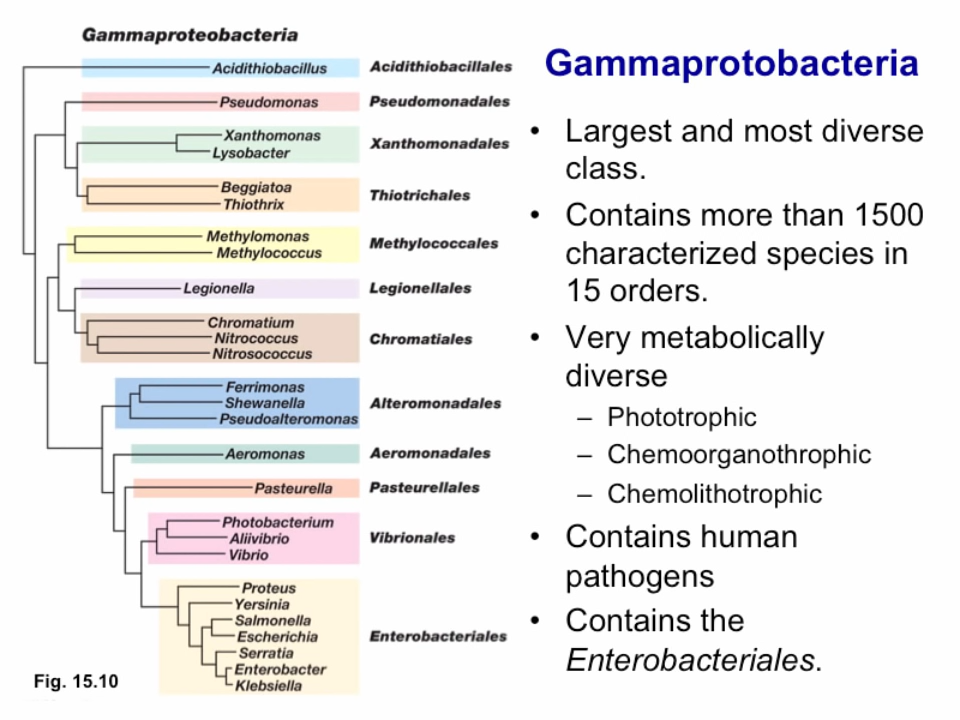 Gammaproteobacteria
Acidithiobacillus
Acidithiobacillales
Pseudomonas
Pseudomonadales
Xanthomonas
Lysobacter
Xanthomonadales
Beggiatoa
Thiothrix
Thiotrichales
Methylomonas
Methylococcus
Methylococcales
Legionella
Legionellales
Chromatium
Nitrococcus
Nitrosococcus
Chromatiales
Ferrimonas
Shewanella
Pseudoalteromonas
Alteromonadales
Aeromonas
Aeromonadales
Pasteurella
Pasteurellales
Photobacterium
Aliivibrio
Vibrio
Vibrionales
Proteus
Yersinia
Salmonella
Escherichia
Serratia
Enterobacter
Klebsiella
Enterobacteriales
Fig. 15.10
Gammaprotobacteria
• Largest and most diverse
class.
• Contains more than 1500
characterized species in
15 orders.
• Very metabolically
diverse
– Phototrophic
– Chemoorganothrophic
– Chemolithotrophic
• Contains human
pathogens
• Contains the
Enterobacteriales.